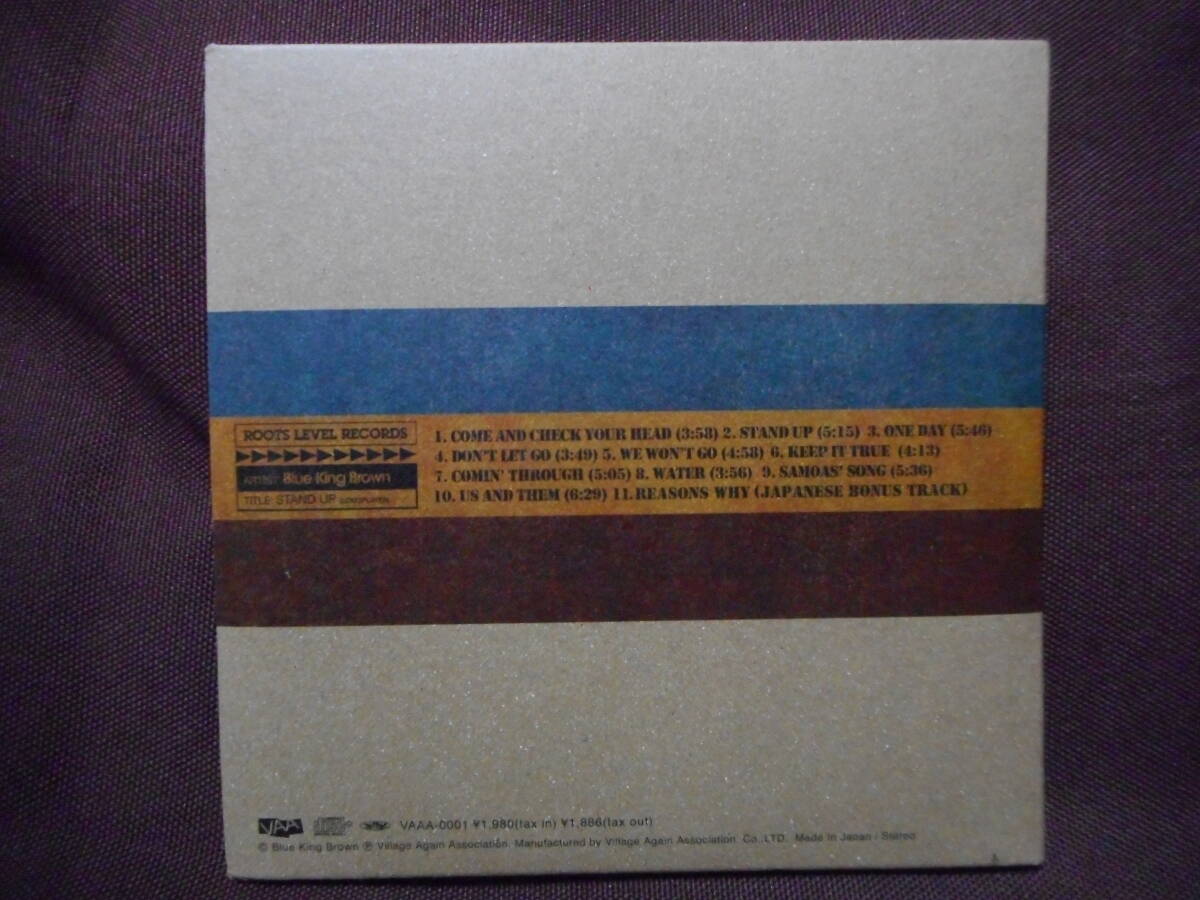 ROOTS LEVEL RECORDS
ARTIST: Blue King Brown
TITLE: STAND UP
1. COME AND CHECK YOUR HEAD (3:58) 2. STAND UP (5:15) 3. ONE DAY (5:46)
4. DON'T LET GO (3:49) 5. WE WON'T GO (4:58) 6. KEEP IT TRUE (4:13)
7. COMIN' THROUGH (5:05) 8. WATER (3:56) 9. SAMOAS' SONG (5:36)
10. US AND THEM (6:29) 11. REASONS WHY (JAPANESE BONUS TRACK)
VAA VAAA-0001 ¥1,980(tax in) ¥1,886(tax out)
© Blue King Brown ℗ Village Again Association. Manufactured by Village Again Association. Co.,LTD. Made in Japan / Stereo